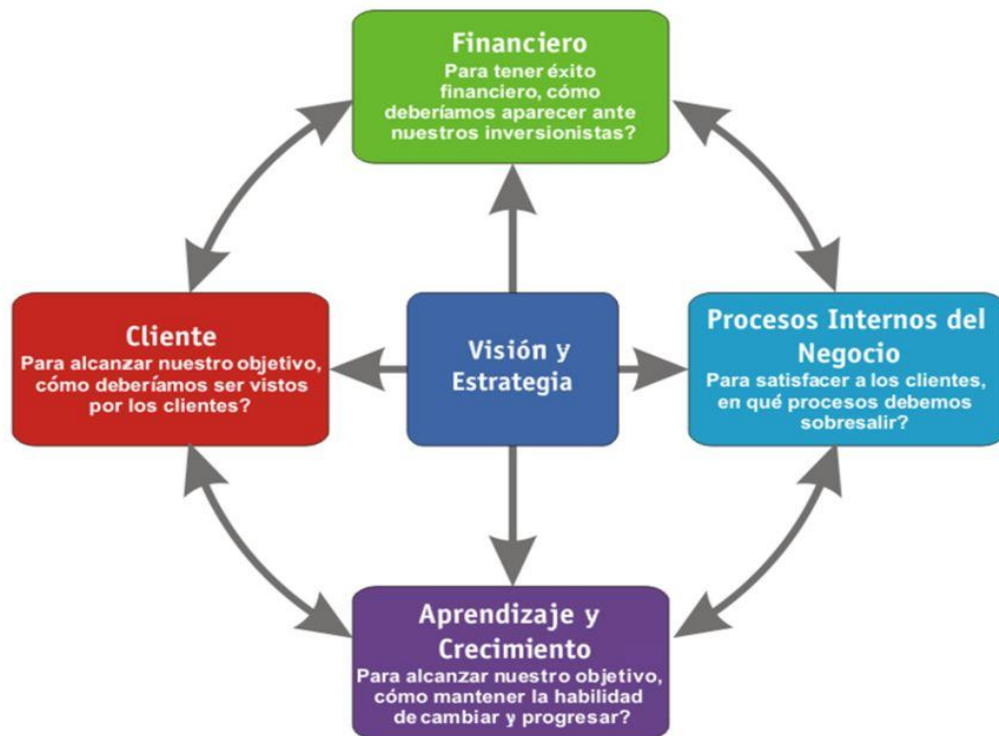 Financiero
Para tener éxito
financiero, cómo
deberíamos aparecer ante
nuestros inversionistas?
Cliente
Para alcanzar nuestro objetivo,
cómo deberíamos ser vistos
por los clientes?
Visión y
Estrategia
Procesos Internos del
Negocio
Para satisfacer a los clientes,
en qué procesos debemos
sobresalir?
Aprendizaje y
Crecimiento
Para alcanzar nuestro objetivo,
cómo mantener la habilidad
de cambiar y progresar?